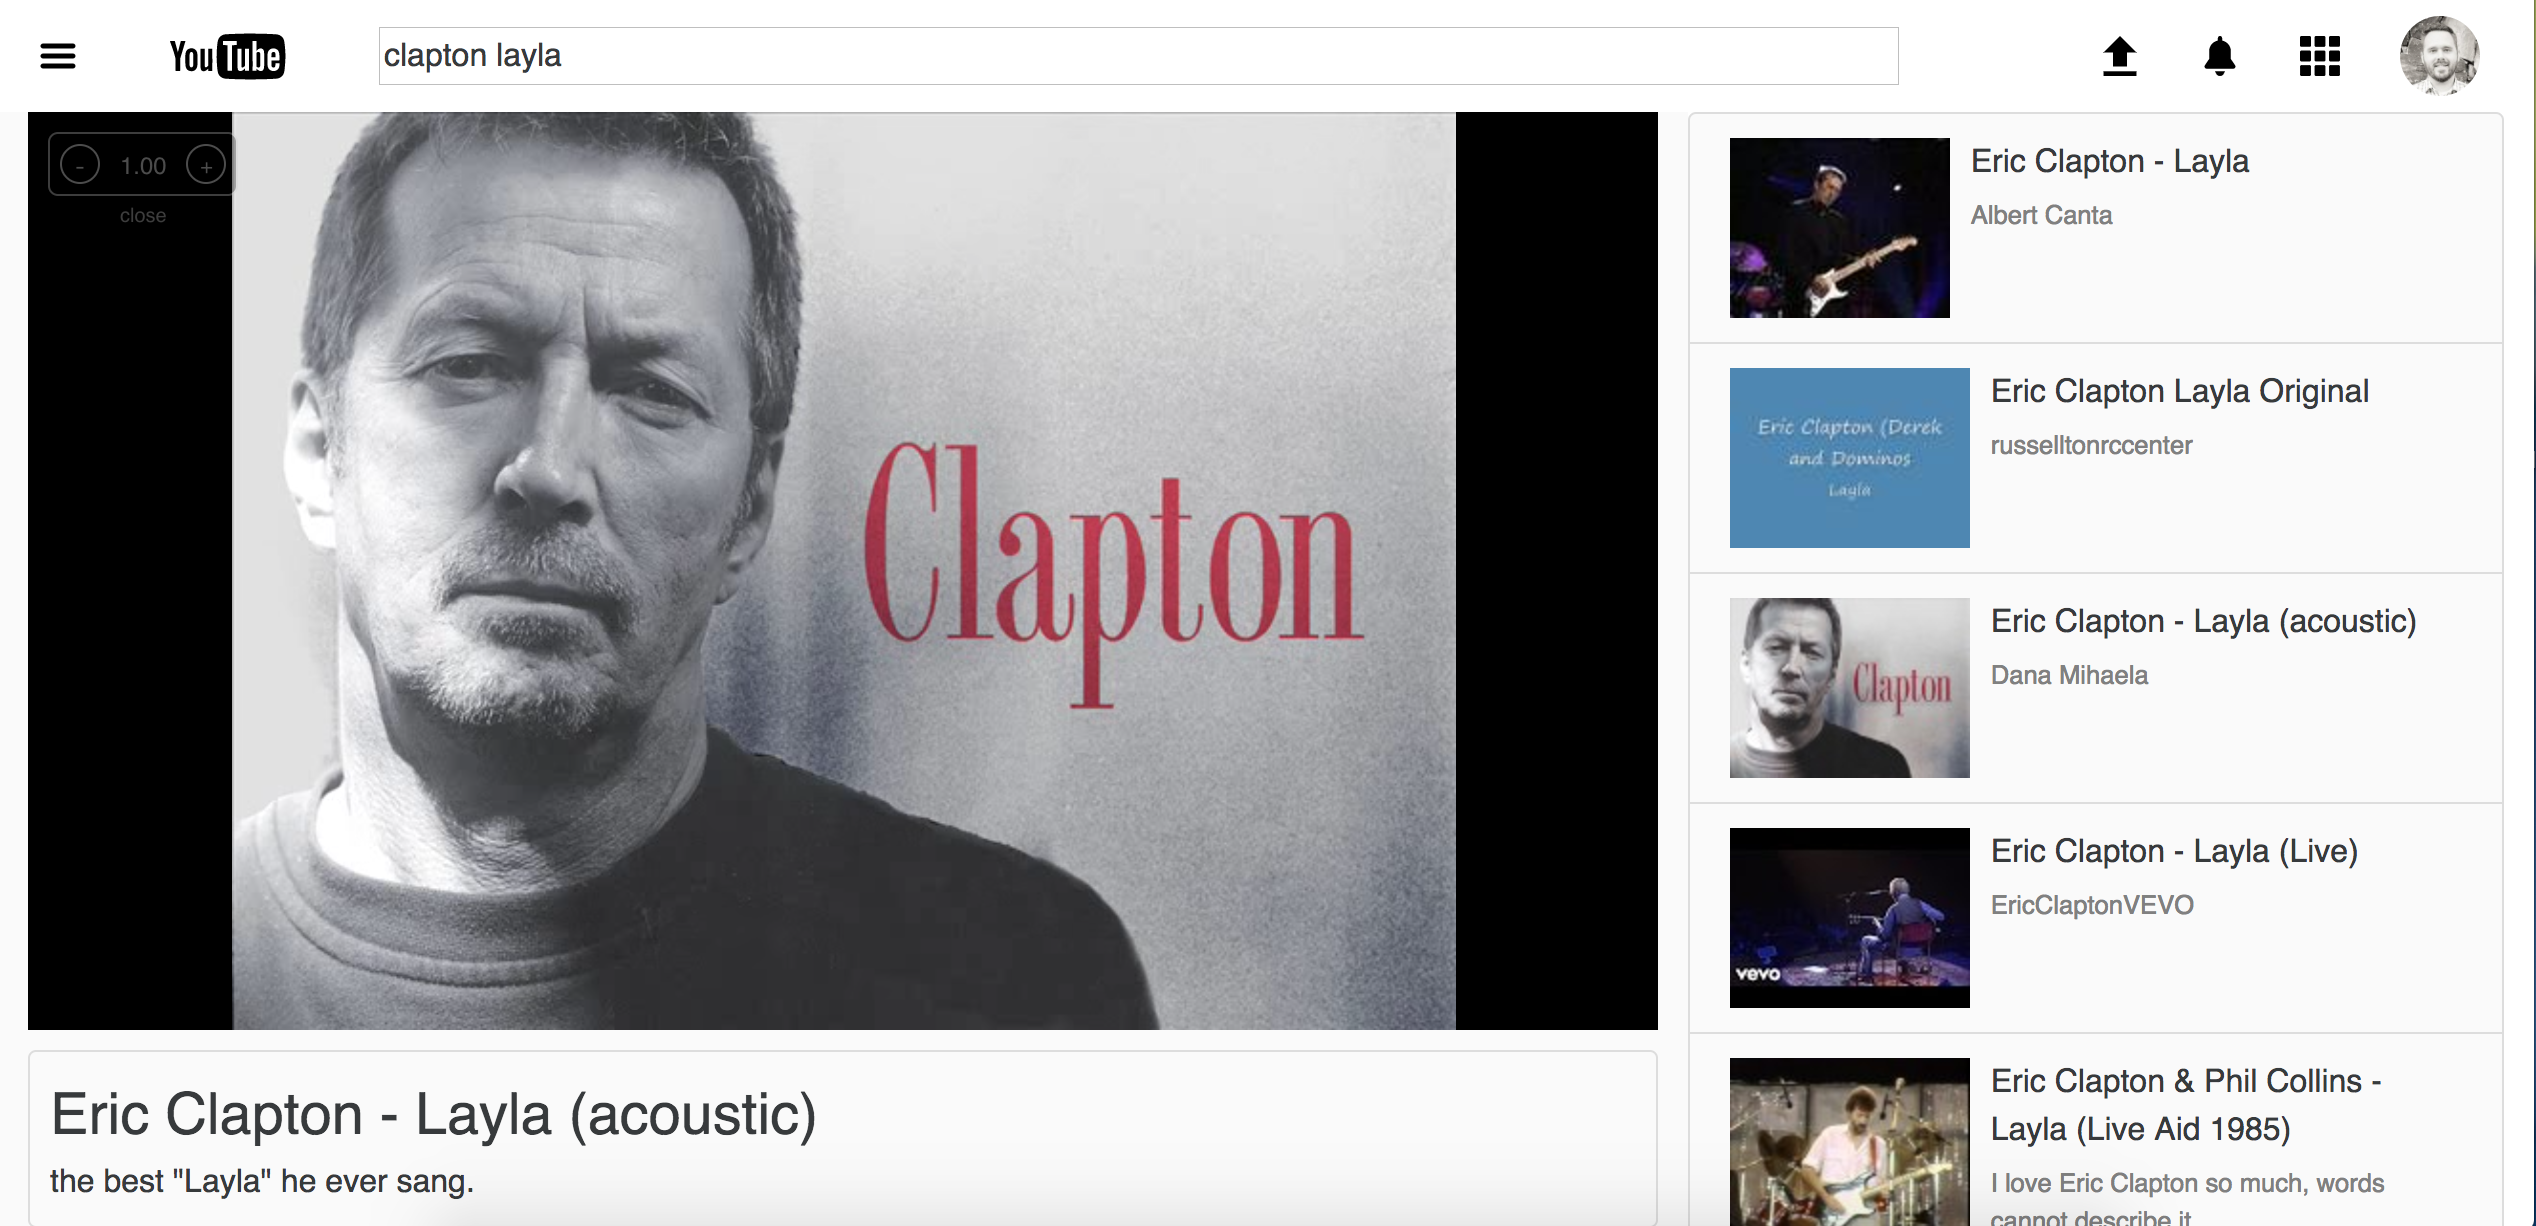 YouTube
clapton layla
- 1.00 +
close
Clapton
Eric Clapton - Layla (acoustic)
the best "Layla" he ever sang.
Eric Clapton - Layla
Albert Canta
Eric Clapton (Derek
and Dominos
Layla
Eric Clapton Layla Original
russelltonrccenter
Clapton
Eric Clapton - Layla (acoustic)
Dana Mihaela
vevo
Eric Clapton - Layla (Live)
EricClaptonVEVO
Eric Clapton & Phil Collins -
Layla (Live Aid 1985)
I love Eric Clapton so much, words
cannot describe it